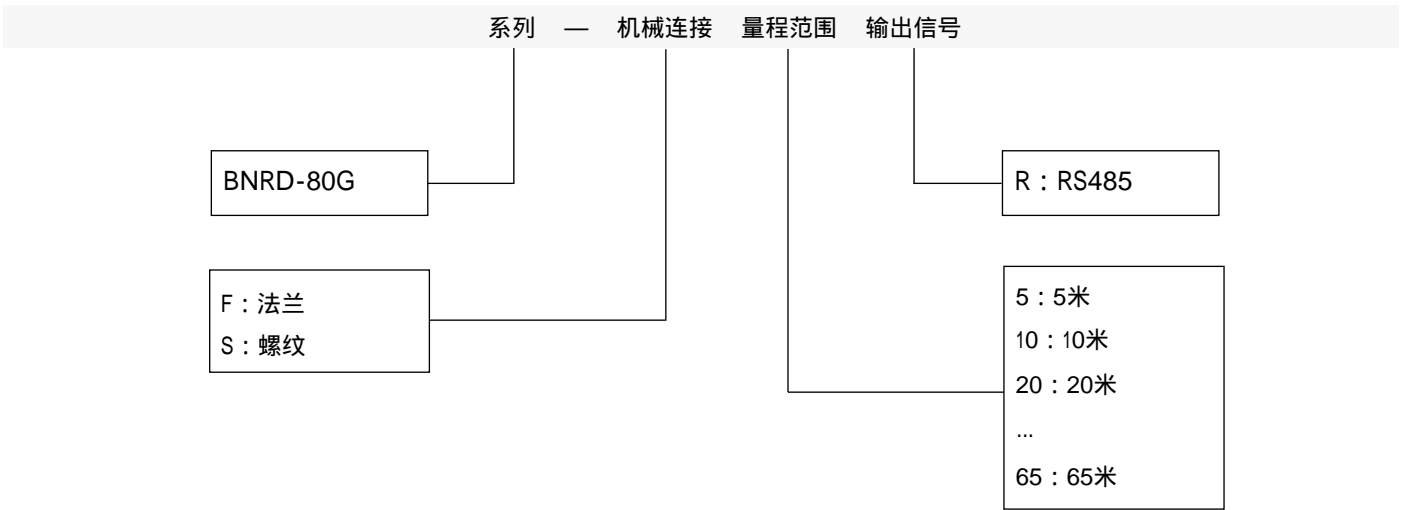 系列 — 机械连接 量程范围 输出信号
BNRD-80G
R：RS485
F：法兰
S：螺纹
5：5米
10：10米
20：20米
...
65：65米